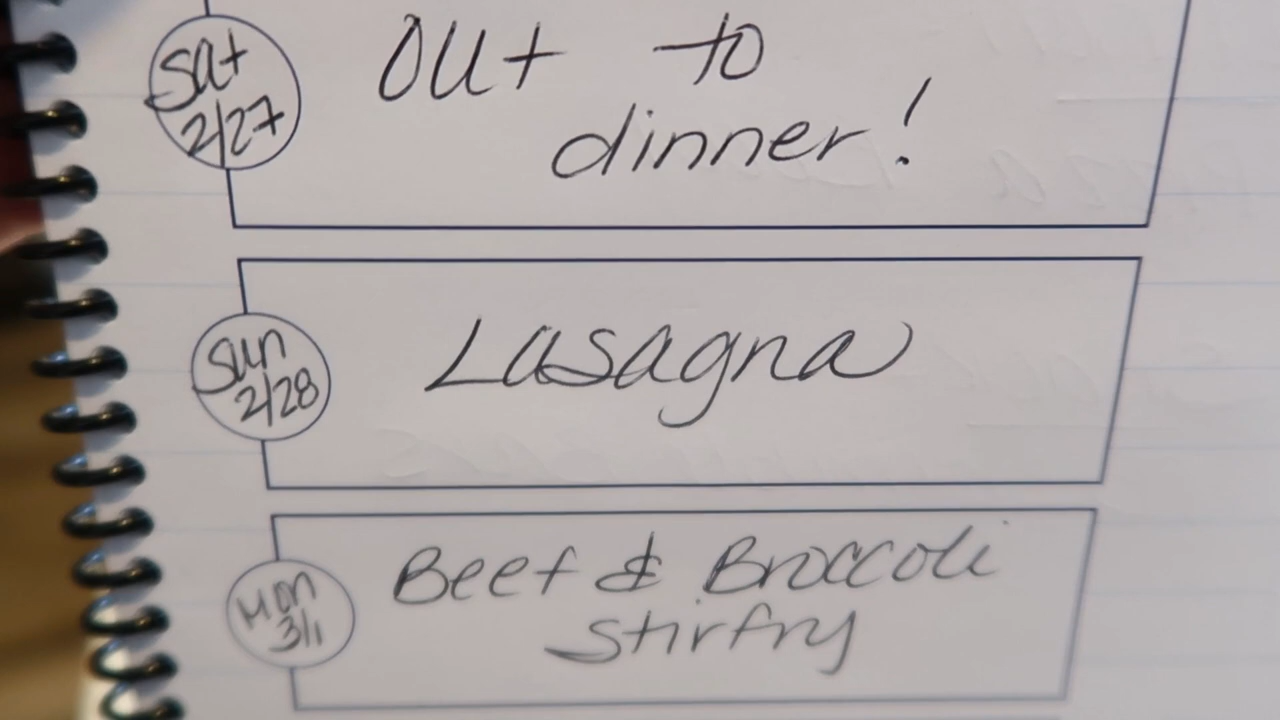 Sat
2/27
Out to
dinner!
Sun
2/28
Lasagna
Mon
3/1
Beef & Broccoli
stirfry